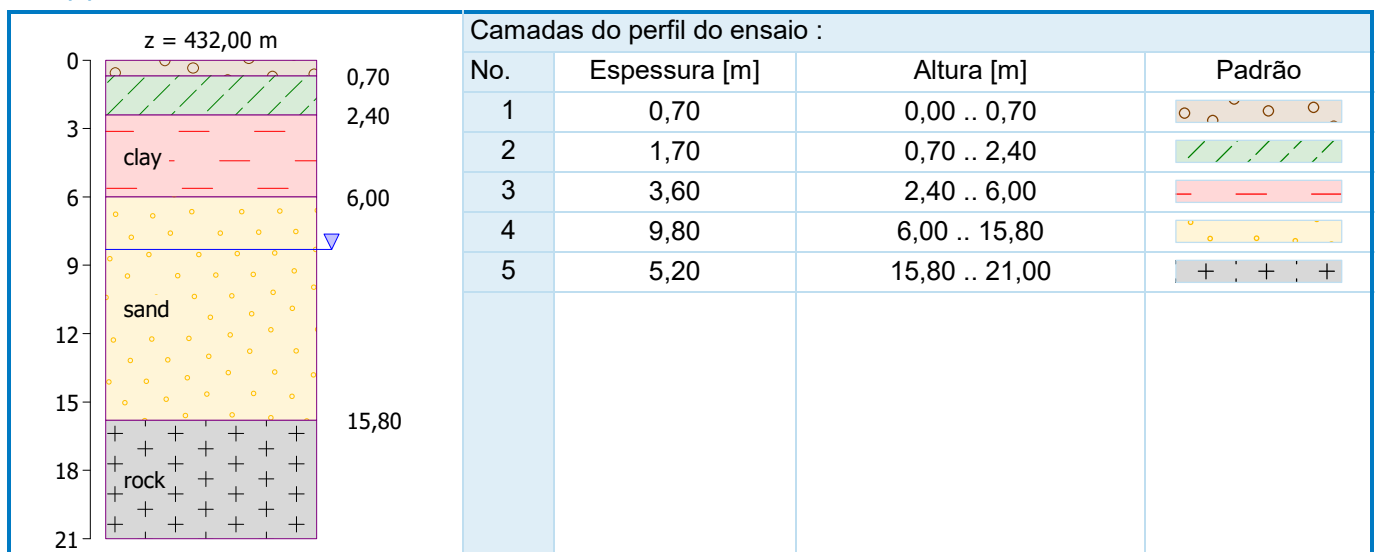 z = 432,00 m
0
3
6
9
12
15
18
21
0,70
2,40
6,00
15,80
clay
sand
rock
Camadas do perfil do ensaio :
No. Espessura [m] Altura [m] Padrão
1 0,70 0,00 .. 0,70
2 1,70 0,70 .. 2,40
3 3,60 2,40 .. 6,00
4 9,80 6,00 .. 15,80
5 5,20 15,80 .. 21,00